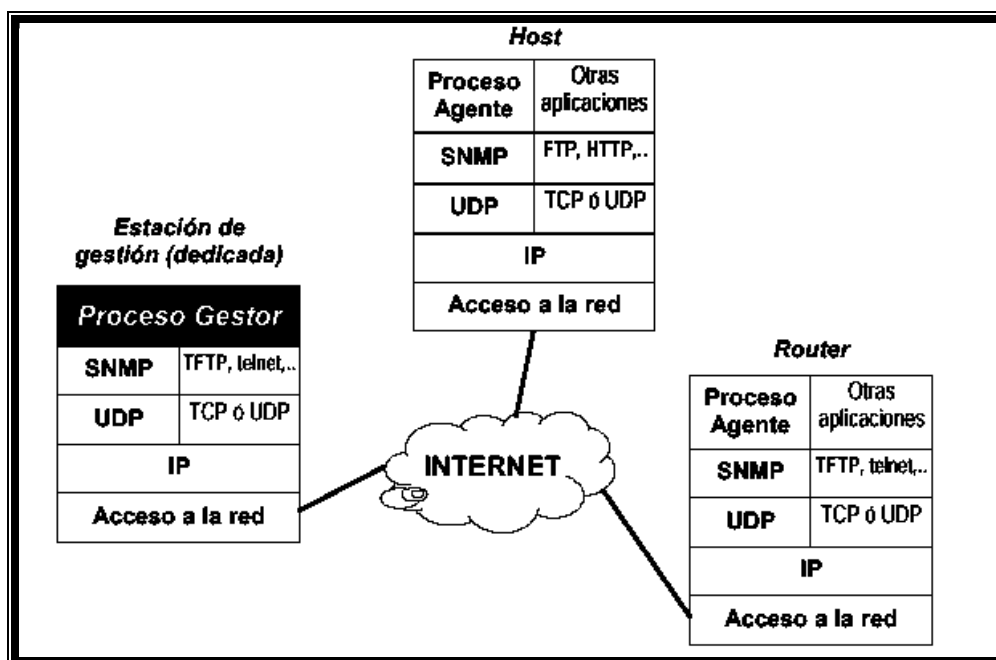 Host
Proceso Agente
Otras aplicaciones
SNMP
FTP, HTTP,..
UDP
TCP ó UDP
IP
Acceso a la red
Estación de
gestión (dedicada)
Proceso Gestor
SNMP
TFTP, telnet,..
UDP
TCP ó UDP
IP
Acceso a la red
INTERNET
Router
Proceso Agente
Otras aplicaciones
SNMP
TFTP, telnet,..
UDP
TCP ó UDP
IP
Acceso a la red